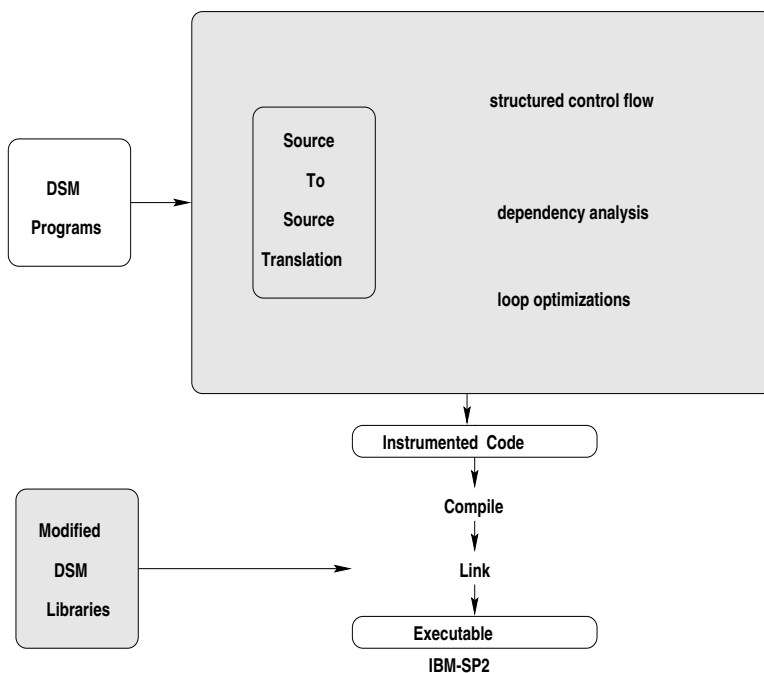 structured control flow
Source
To
Source
Translation
DSM
Programs
dependency analysis
loop optimizations
Instrumented Code
Compile
Modified
DSM
Libraries
Link
Executable
IBM-SP2